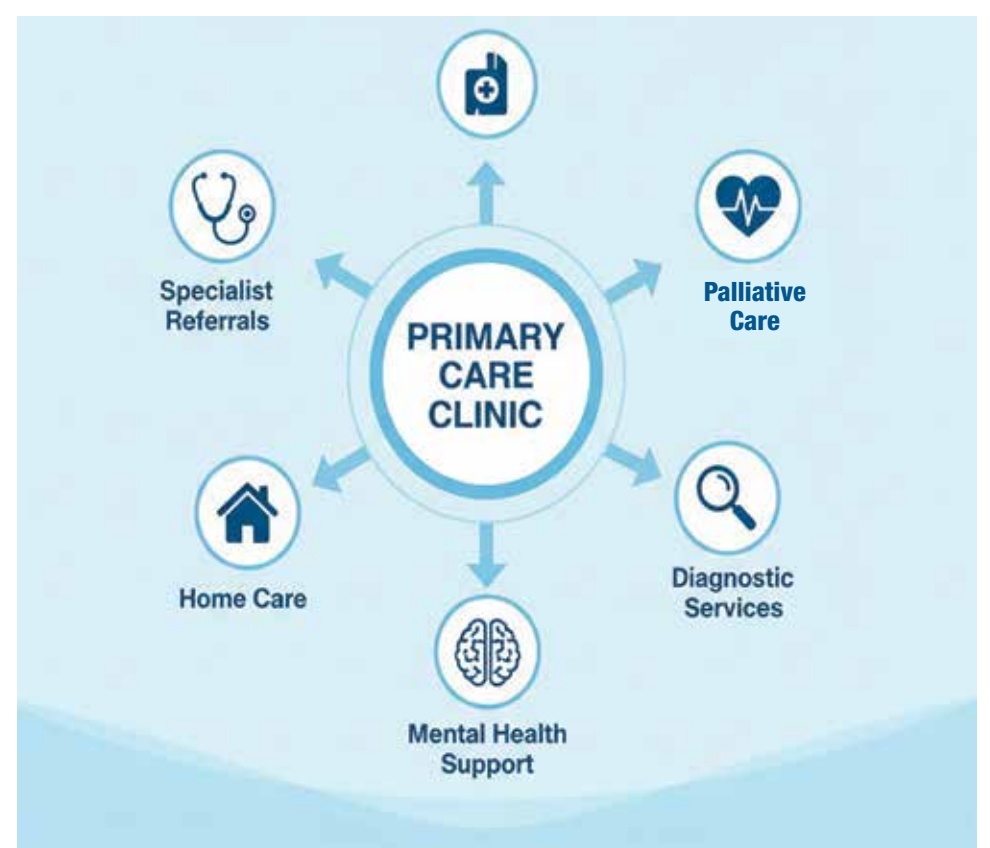 Specialist
Referrals
Palliative
Care
PRIMARY
CARE
CLINIC
Home Care
Diagnostic
Services
Mental Health
Support